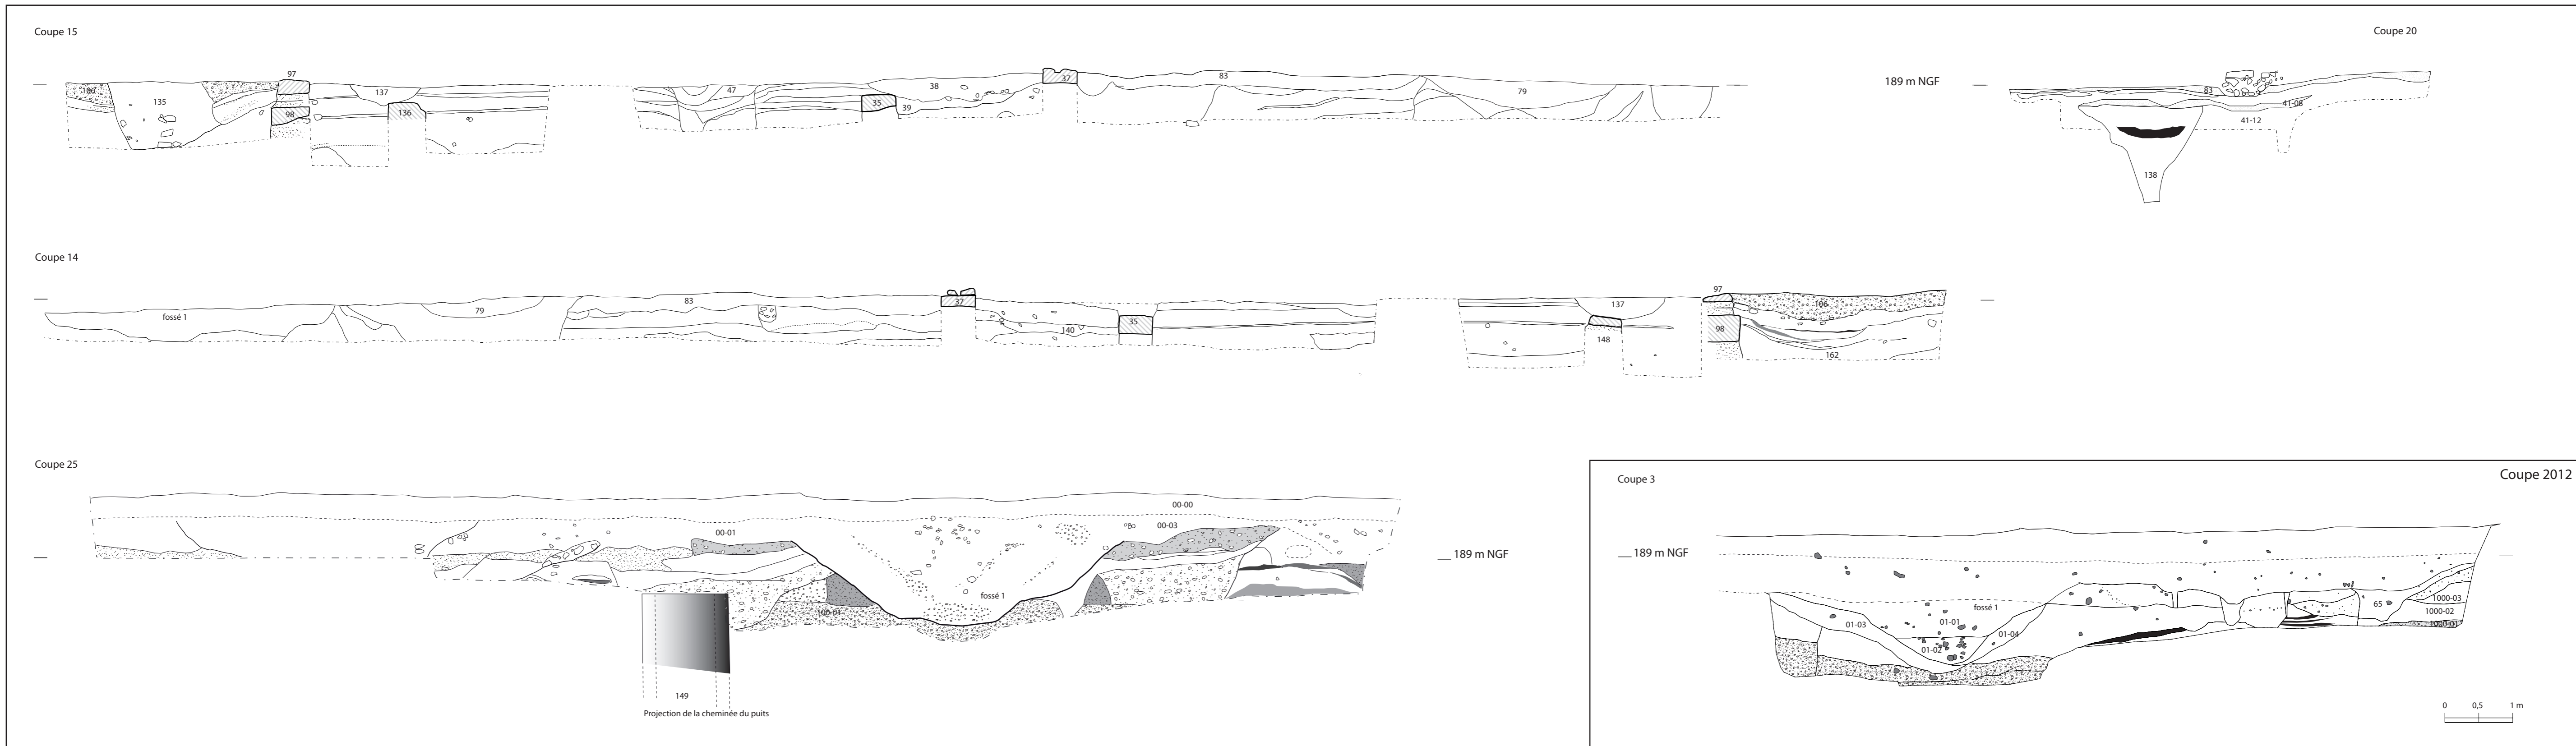 Coupe 15
Coupe 20
97
106
135
98
137
136
47
35
38
39
37
83
79
189 m NGF
83
41-08
41-12
138
Coupe 14
fossé 1
79
83
37
140
35
137
148
97
98
106
162
Coupe 25
00-00
00-01
00-03
fossé 1
100-01
189 m NGF
149
Projection de la cheminée du puits
Coupe 3
Coupe 2012
189 m NGF
fossé 1
01-01
01-02
01-03
01-04
65
1000-03
1000-02
1000-01
0 0,5 1 m